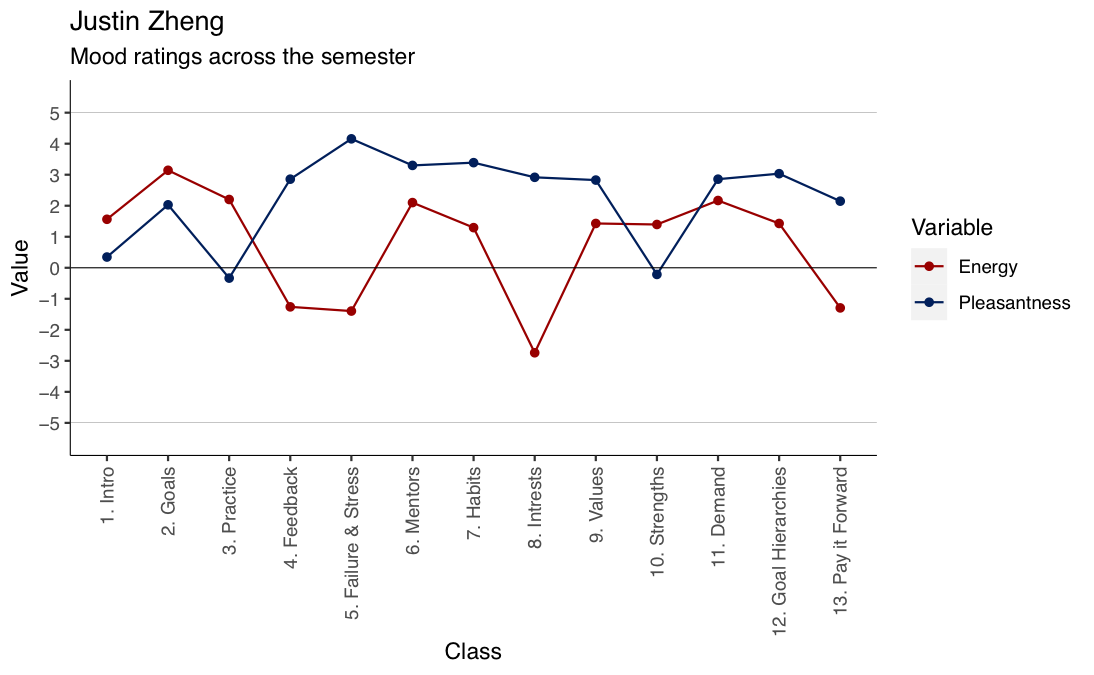 Justin Zheng
Mood ratings across the semester
Value
5
4
3
2
1
0
−1
−2
−3
−4
−5
1. Intro
2. Goals
3. Practice
4. Feedback
5. Failure & Stress
6. Mentors
7. Habits
8. Intrests
9. Values
10. Strengths
11. Demand
12. Goal Hierarchies
13. Pay it Forward
Class
Variable
Energy
Pleasantness